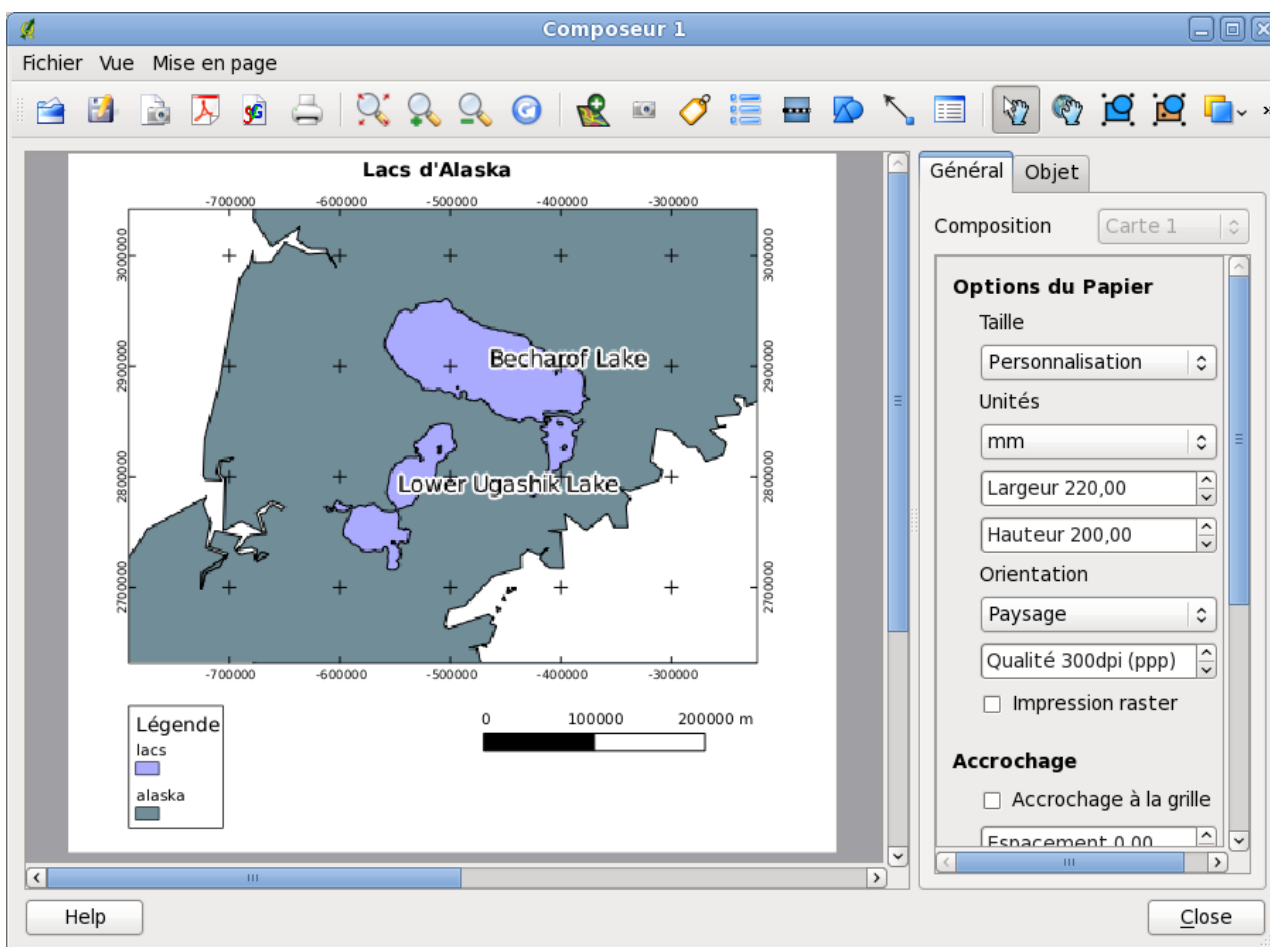 Composeur 1
Fichier Vue Mise en page
Lacs d'Alaska
-700000 -600000 -500000 -400000 -300000
3000000 3000000
2900000 2900000
Becharof Lake
2800000 2800000
Lower Ugashik Lake
2700000 2700000
-700000 -600000 -500000 -400000 -300000
Légende
lacs
alaska
0 100000 200000 m
Général Objet
Composition Carte 1
Options du Papier
Taille
Personnalisation
Unités
mm
Largeur 220,00
Hauteur 200,00
Orientation
Paysage
Qualité 300dpi (ppp)
Impression raster
Accrochage
Accrochage à la grille
Espacement 0,00
Help Close